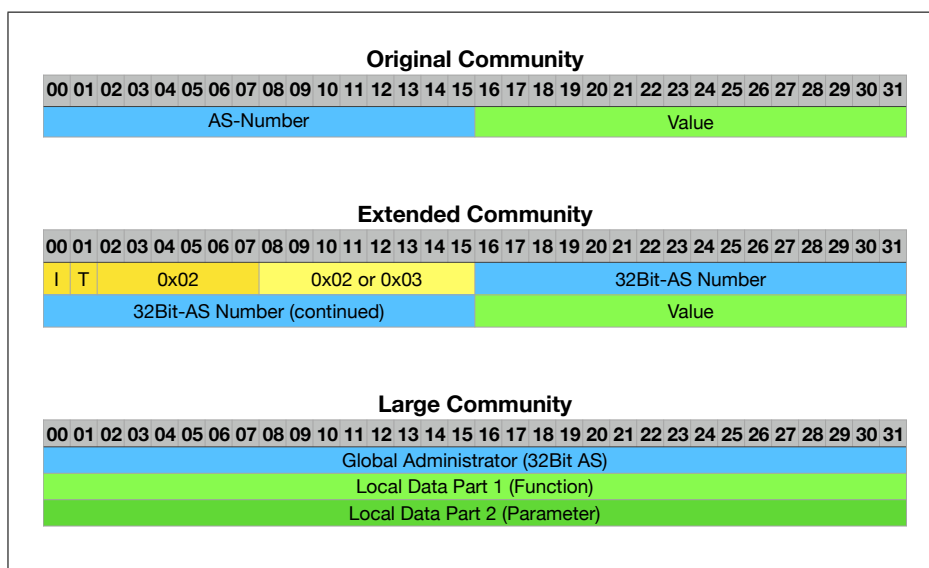 Original Community
00 01 02 03 04 05 06 07 08 09 10 11 12 13 14 15 16 17 18 19 20 21 22 23 24 25 26 27 28 29 30 31
AS-Number Value
Extended Community
00 01 02 03 04 05 06 07 08 09 10 11 12 13 14 15 16 17 18 19 20 21 22 23 24 25 26 27 28 29 30 31
I T 0x02 0x02 or 0x03 32Bit-AS Number
32Bit-AS Number (continued) Value
Large Community
00 01 02 03 04 05 06 07 08 09 10 11 12 13 14 15 16 17 18 19 20 21 22 23 24 25 26 27 28 29 30 31
Global Administrator (32Bit AS)
Local Data Part 1 (Function)
Local Data Part 2 (Parameter)